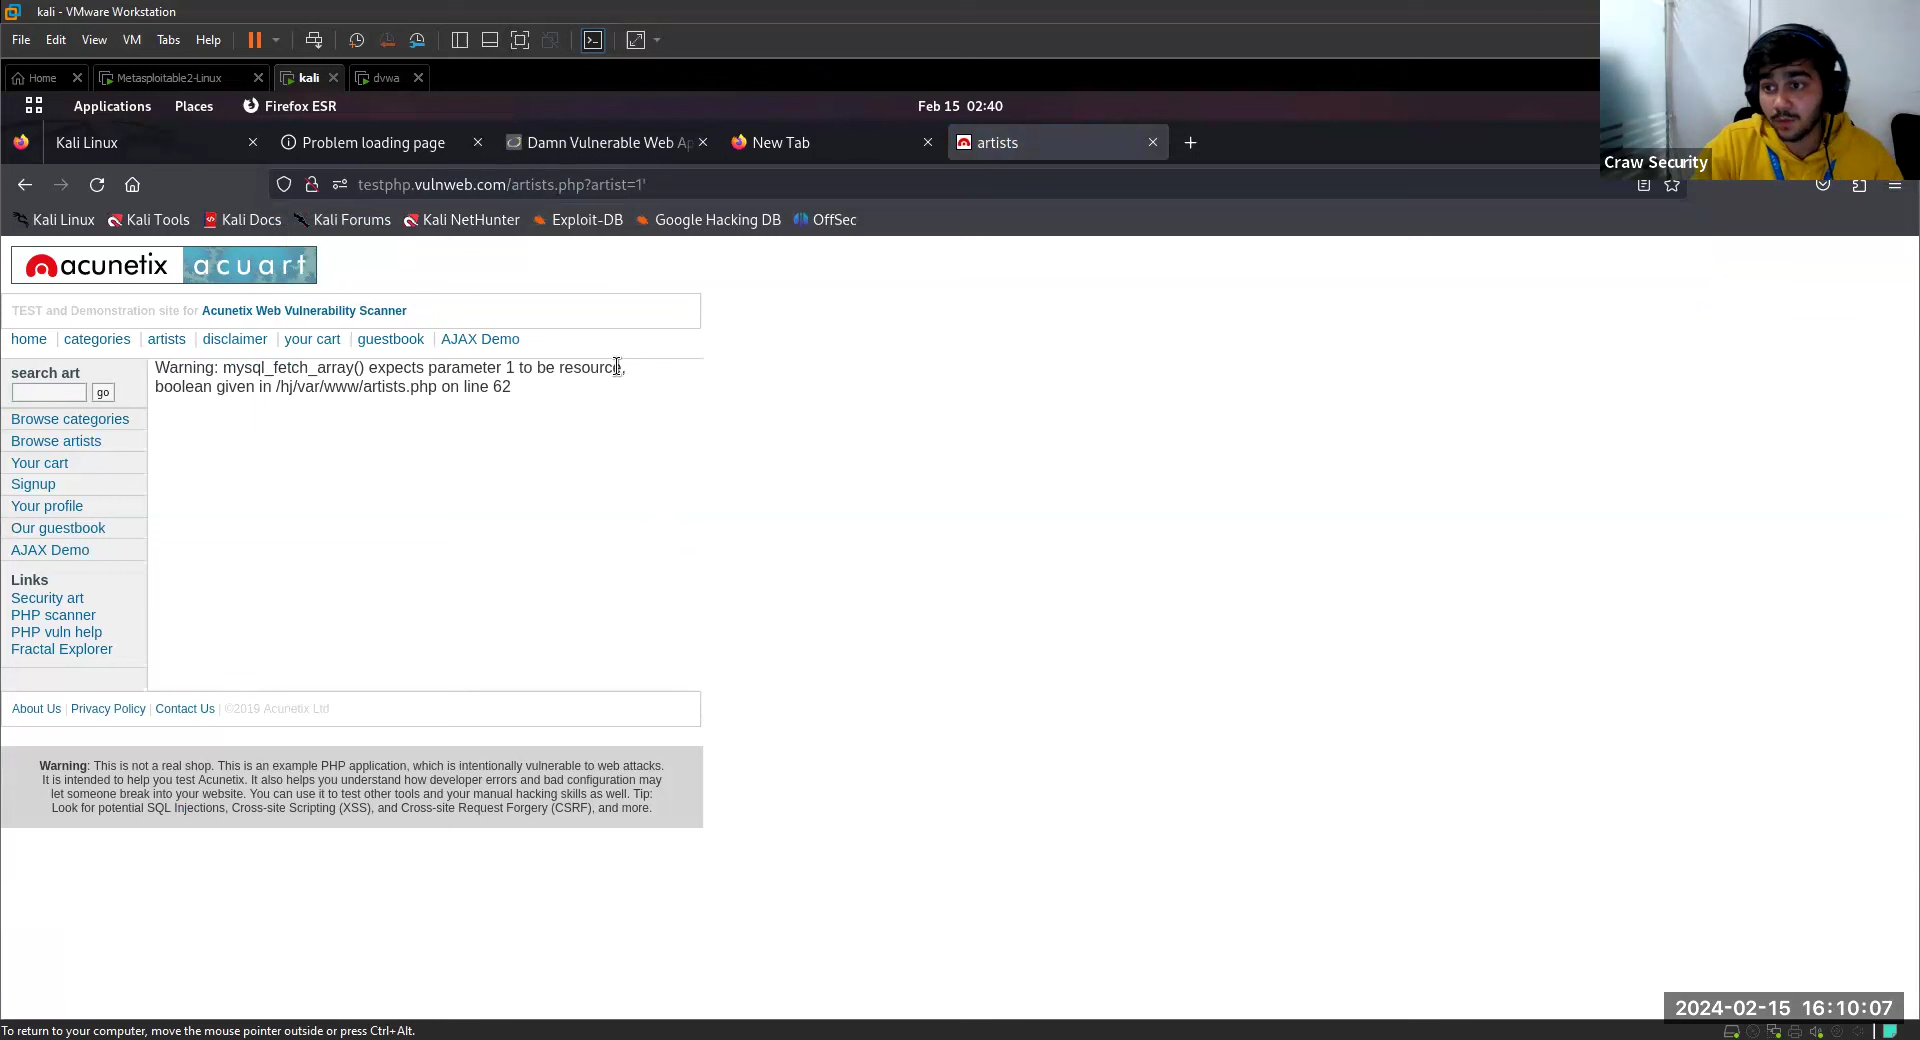 kali - VMware Workstation
File Edit View VM Tabs Help
Home Metasploitable2-Linux kali dvwa
Applications Places Firefox ESR Feb 15 02:40
Kali Linux Problem loading page Damn Vulnerable Web Ap New Tab artists
Craw Security
testphp.vulnweb.com/artists.php?artist=1'
Kali Linux Kali Tools Kali Docs Kali Forums Kali NetHunter Exploit-DB Google Hacking DB OffSec
acunetix acuart
TEST and Demonstration site for Acunetix Web Vulnerability Scanner
home | categories | artists | disclaimer | your cart | guestbook | AJAX Demo
search art
go
Browse categories
Browse artists
Your cart
Signup
Your profile
Our guestbook
AJAX Demo
Links
Security art
PHP scanner
PHP vuln help
Fractal Explorer
Warning: mysql_fetch_array() expects parameter 1 to be resource,
boolean given in /hj/var/www/artists.php on line 62
About Us | Privacy Policy | Contact Us | ©2019 Acunetix Ltd
Warning: This is not a real shop. This is an example PHP application, which is intentionally vulnerable to web attacks.
It is intended to help you test Acunetix. It also helps you understand how developer errors and bad configuration may
let someone break into your website. You can use it to test other tools and your manual hacking skills as well. Tip:
Look for potential SQL Injections, Cross-site Scripting (XSS), and Cross-site Request Forgery (CSRF), and more.
2024-02-15 16:10:07
To return to your computer, move the mouse pointer outside or press Ctrl+Alt.